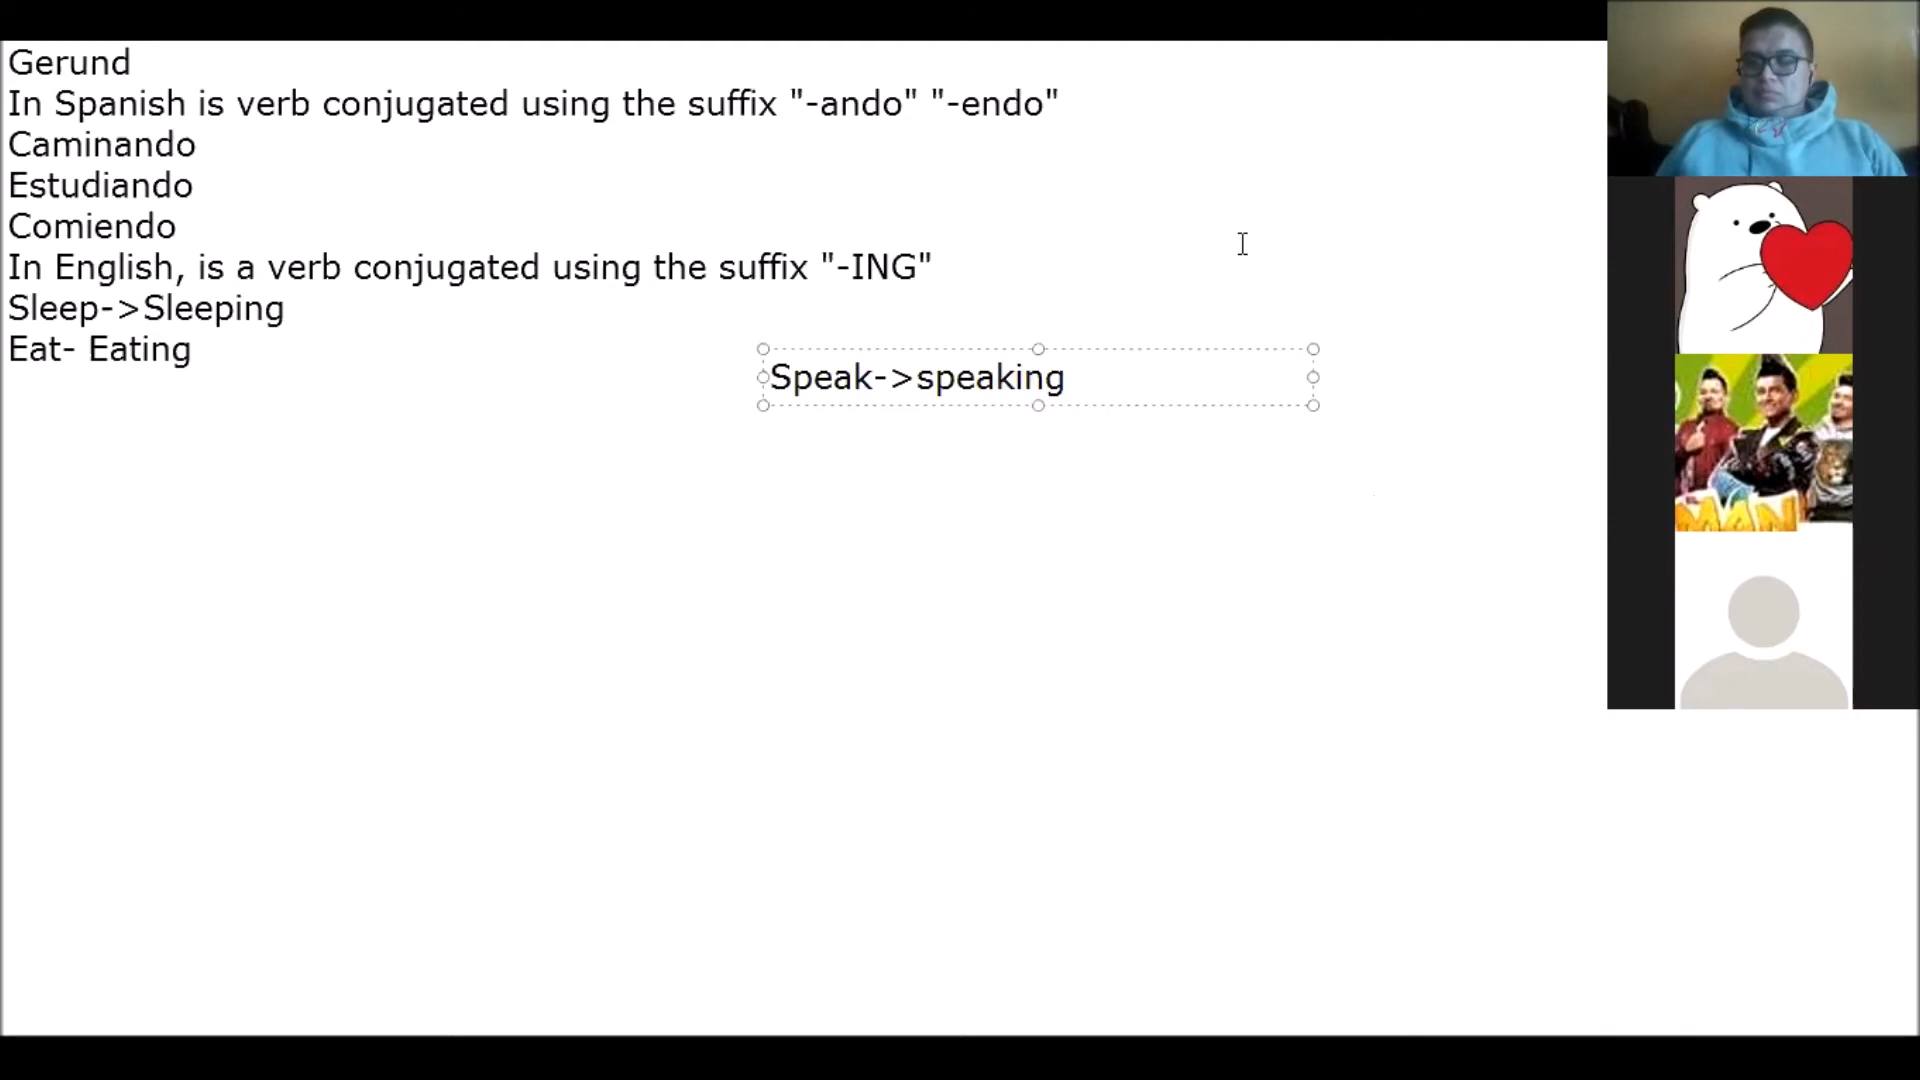 Gerund
In Spanish is verb conjugated using the suffix "-ando" "-endo"
Caminando
Estudiando
Comiendo
In English, is a verb conjugated using the suffix "-ING"
Sleep->Sleeping
Eat- Eating
Speak->speaking
MAN